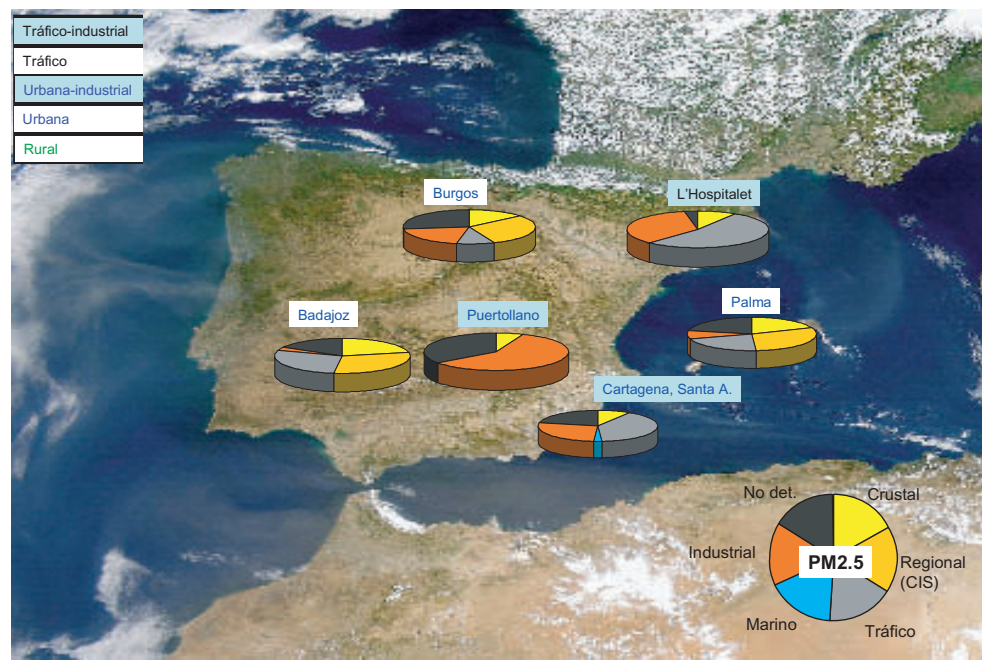 Tráfico-industrial
Tráfico
Urbana-industrial
Urbana
Rural
Burgos
L'Hospitalet
Badajoz
Puertollano
Palma
Cartagena, Santa A.
No det.
Crustal
Industrial
PM2.5
Regional
(CIS)
Marino
Tráfico